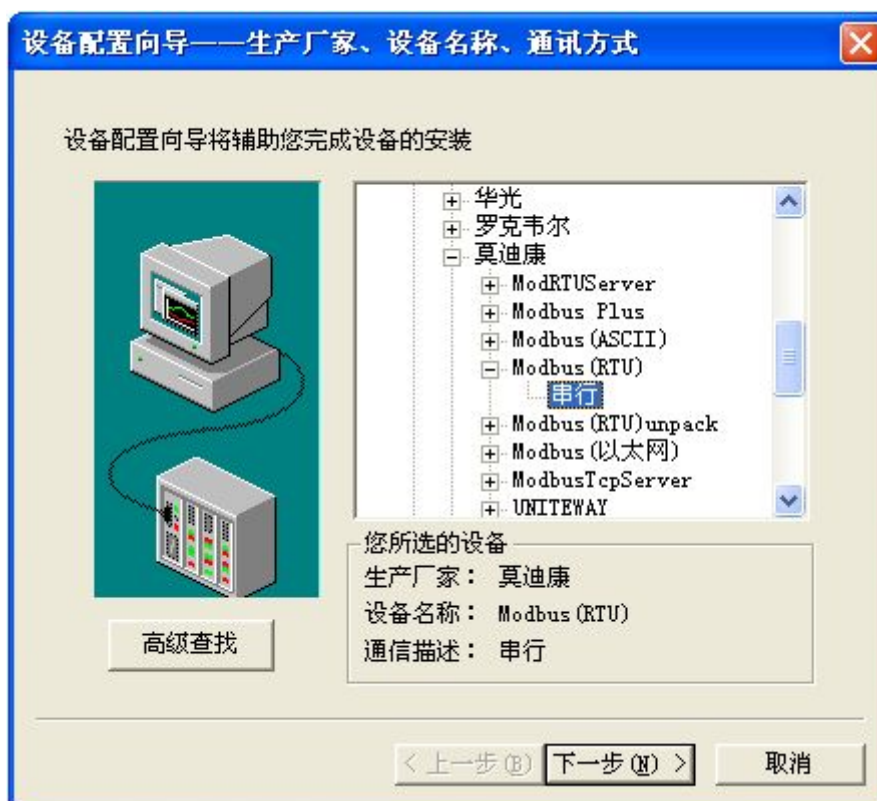 设备配置向导——生产厂家、设备名称、通讯方式
设备配置向导将辅助您完成设备的安装
华光
罗克韦尔
莫迪康
ModRTUServer
Modbus Plus
Modbus(ASCII)
Modbus(RTU)
串行
Modbus(RTU)unpack
Modbus(以太网)
ModbusTcpServer
UNITEWAY
您所选的设备
生产厂家： 莫迪康
设备名称： Modbus(RTU)
通信描述： 串行
高级查找
< 上一步(B) 下一步(N) > 取消